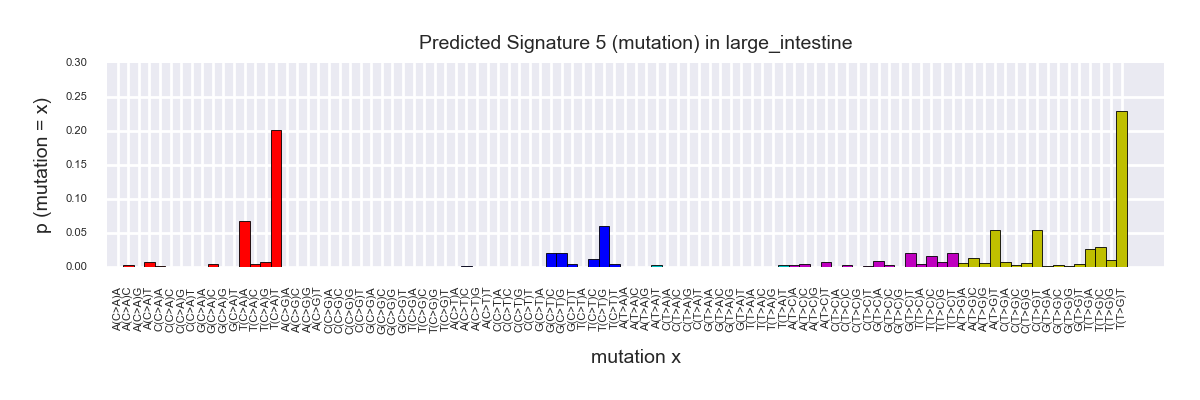 Predicted Signature 5 (mutation) in large_intestine
p (mutation = x)
0.30
0.25
0.20
0.15
0.10
0.05
0.00
A(C>A)A
A(C>A)C
A(C>A)G
A(C>A)T
C(C>A)A
C(C>A)C
C(C>A)G
C(C>A)T
G(C>A)A
G(C>A)C
G(C>A)G
G(C>A)T
T(C>A)A
T(C>A)C
T(C>A)G
T(C>A)T
A(C>G)A
A(C>G)C
A(C>G)G
A(C>G)T
C(C>G)A
C(C>G)C
C(C>G)G
C(C>G)T
G(C>G)A
G(C>G)C
G(C>G)G
G(C>G)T
T(C>G)A
T(C>G)C
T(C>G)G
T(C>G)T
A(C>T)A
A(C>T)C
A(C>T)G
A(C>T)T
C(C>T)A
C(C>T)C
C(C>T)G
C(C>T)T
G(C>T)A
G(C>T)C
G(C>T)G
G(C>T)T
T(C>T)A
T(C>T)C
T(C>T)G
T(C>T)T
A(T>A)A
A(T>A)C
A(T>A)G
A(T>A)T
C(T>A)A
C(T>A)C
C(T>A)G
C(T>A)T
G(T>A)A
G(T>A)C
G(T>A)G
G(T>A)T
T(T>A)A
T(T>A)C
T(T>A)G
T(T>A)T
A(T>C)A
A(T>C)C
A(T>C)G
A(T>C)T
C(T>C)A
C(T>C)C
C(T>C)G
C(T>C)T
G(T>C)A
G(T>C)C
G(T>C)G
G(T>C)T
T(T>C)A
T(T>C)C
T(T>C)G
T(T>C)T
A(T>G)A
A(T>G)C
A(T>G)G
A(T>G)T
C(T>G)A
C(T>G)C
C(T>G)G
C(T>G)T
G(T>G)A
G(T>G)C
G(T>G)G
G(T>G)T
T(T>G)A
T(T>G)C
T(T>G)G
T(T>G)T
mutation x